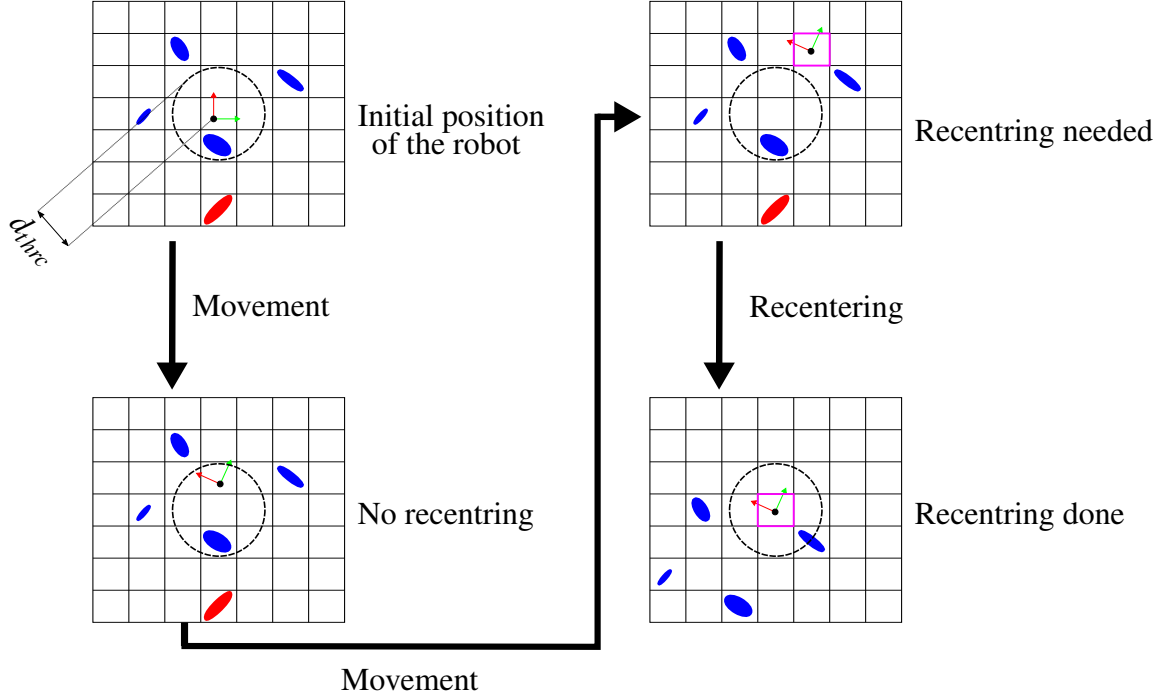 Initial position
of the robot
d_thrc
Movement
No recentring
Movement
Recentring needed
Recentering
Recentring done